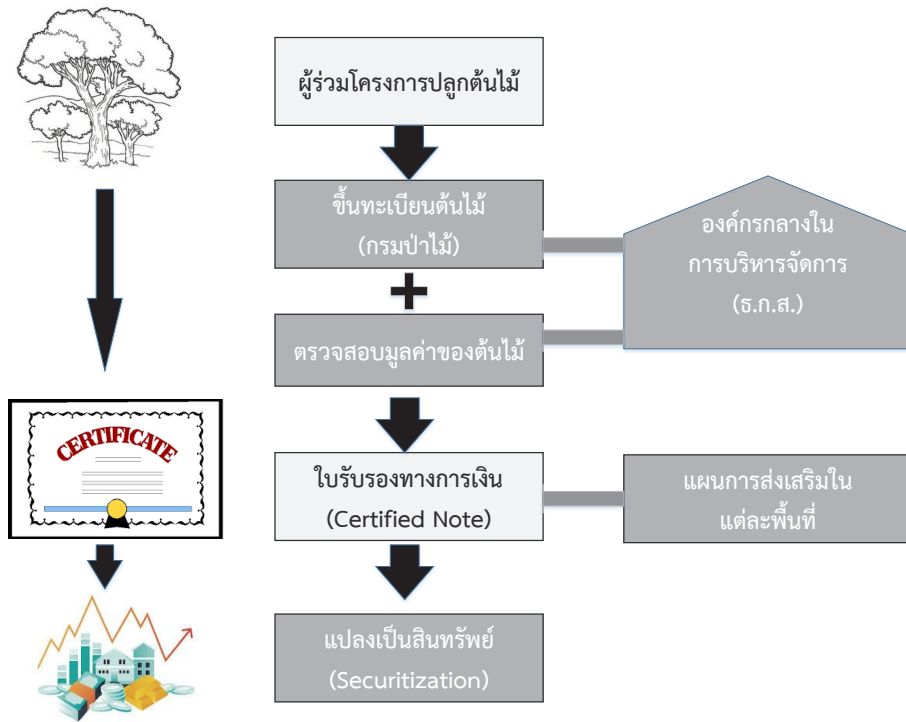 ผู้ร่วมโครงการปลูกต้นไม้
ขึ้นทะเบียนต้นไม้
(กรมป่าไม้)
องค์กรกลางใน
การบริหารจัดการ
(ธ.ก.ส.)
ตรวจสอบมูลค่าของต้นไม้
CERTIFICATE
ใบรับรองทางการเงิน
(Certified Note)
แผนการส่งเสริมใน
แต่ละพื้นที่
แปลงเป็นสินทรัพย์
(Securitization)